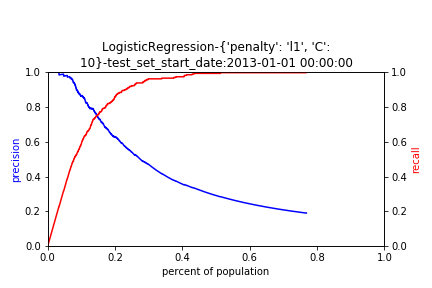 LogisticRegression-{'penalty': 'l1', 'C':
10}-test_set_start_date:2013-01-01 00:00:00
1.0
0.8
0.6
0.4
0.2
0.0
precision
1.0
0.8
0.6
0.4
0.2
0.0
recall
0.0 0.2 0.4 0.6 0.8 1.0
percent of population